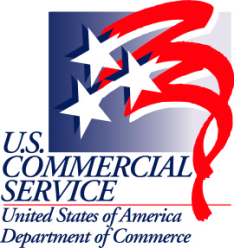 U.S.
COMMERCIAL
SERVICE
United States of America
Department of Commerce